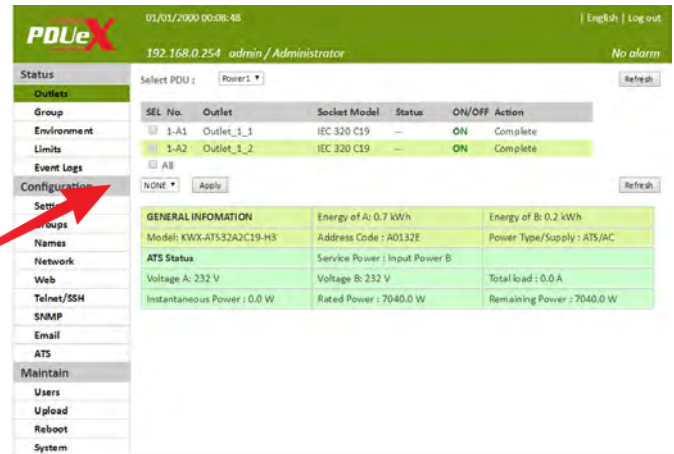 PDUeX
01/01/2000 00:08:48 | English | Log out
192.168.0.254 admin / Administrator No alarm
Status
Outlets
Group
Environment
Limits
Event Logs
Configuration
Groups
Names
Network
Web
Telnet/SSH
SNMP
Email
ATS
Maintain
Users
Upload
Reboot
System
Select PDU : Power1 Refresh
SEL No. Outlet Socket Model Status ON/OFF Action
1-A1 Outlet_1_1 IEC 320 C19 --- ON Complete
1-A2 Outlet_1_2 IEC 320 C19 --- ON Complete
All
NONE Apply Refresh
GENERAL INFOMATION Energy of A: 0.7 kWh Energy of B: 0.2 kWh
Model: KWX-ATS32A2C19-H3 Address Code : A0132E Power Type/Supply : ATS/AC
ATS Status Service Power : Input Power B
Voltage A: 232 V Voltage B: 232 V Total load : 0.0 A
Instantaneous Power : 0.0 W Rated Power : 7040.0 W Remaining Power : 7040.0 W